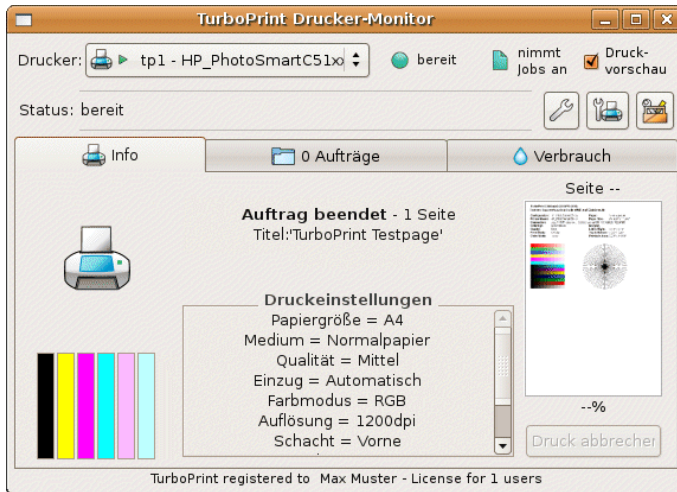 TurboPrint Drucker-Monitor
Drucker: tp1 - HP_PhotoSmartC51x bereit nimmt Jobs an Druck-vorschau
Status: bereit
Info 0 Aufträge Verbrauch
Seite --
Auftrag beendet - 1 Seite
Titel:'TurboPrint Testpage'
Druckeinstellungen
Papiergröße = A4
Medium = Normalpapier
Qualität = Mittel
Einzug = Automatisch
Farbmodus = RGB
Auflösung = 1200dpi
Schacht = Vorne
--%
Druck abbrechen
TurboPrint registered to Max Muster - License for 1 users